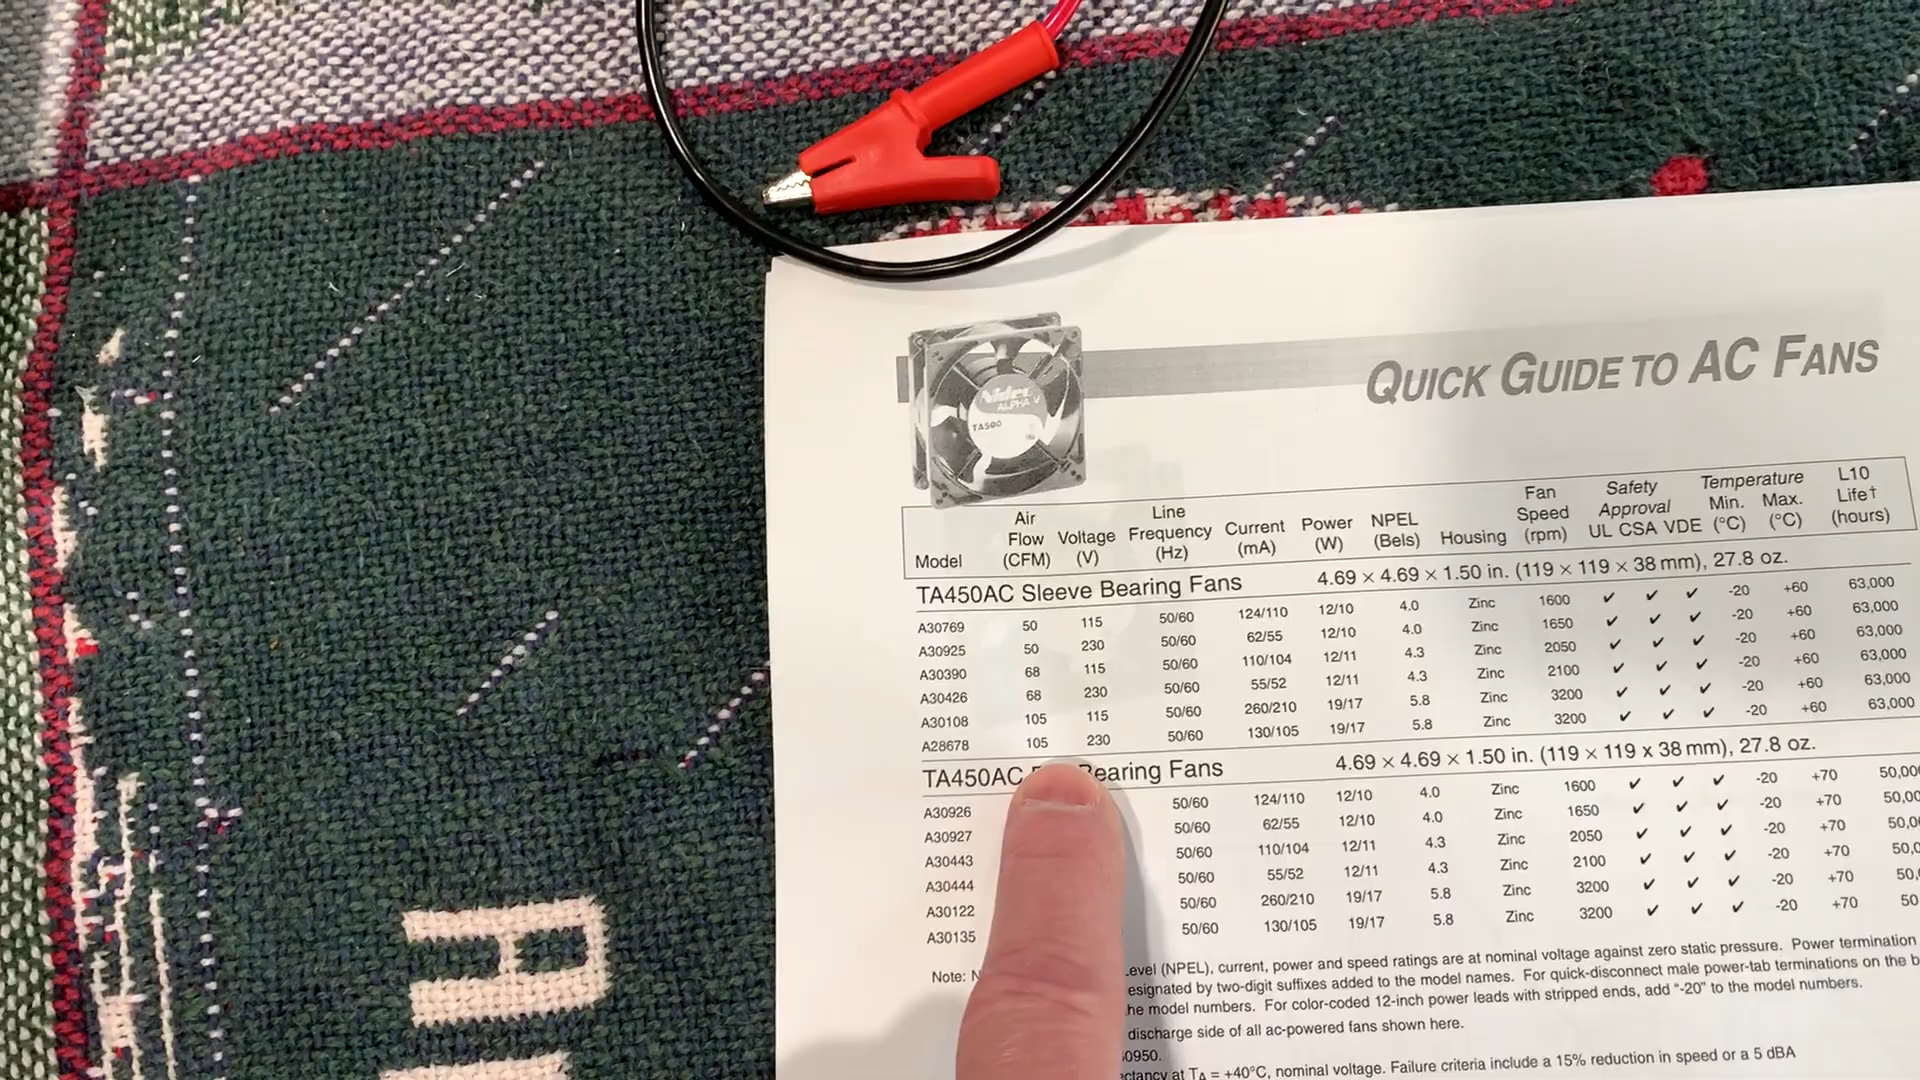 Nidec
ALPHA V
TA500
QUICK GUIDE TO AC FANS
Model Air Flow (CFM) Voltage (V) Line Frequency (Hz) Current (mA) Power (W) NPEL (Bels) Housing Fan Speed (rpm) Safety Approval UL CSA VDE Temperature Min. (°C) Max. (°C) L10 Life† (hours)
TA450AC Sleeve Bearing Fans 4.69 × 4.69 × 1.50 in. (119 × 119 × 38 mm), 27.8 oz.
A30769 50 115 50/60 124/110 12/10 4.0 Zinc 1600 ✔ ✔ ✔ -20 +60 63,000
A30925 50 230 50/60 62/55 12/10 4.0 Zinc 1650 ✔ ✔ ✔ -20 +60 63,000
A30390 68 115 50/60 110/104 12/11 4.3 Zinc 2050 ✔ ✔ ✔ -20 +60 63,000
A30426 68 230 50/60 55/52 12/11 4.3 Zinc 2100 ✔ ✔ ✔ -20 +60 63,000
A30108 105 115 50/60 260/210 19/17 5.8 Zinc 3200 ✔ ✔ ✔ -20 +60 63,000
A28678 105 230 50/60 130/105 19/17 5.8 Zinc 3200 ✔ ✔ ✔ -20 +60 63,000
TA450AC Bearing Fans 4.69 × 4.69 × 1.50 in. (119 × 119 x 38 mm), 27.8 oz.
A30926 50/60 124/110 12/10 4.0 Zinc 1600 ✔ ✔ ✔ -20 +70 50,00
A30927 50/60 62/55 12/10 4.0 Zinc 1650 ✔ ✔ ✔ -20 +70 50,0
A30443 50/60 110/104 12/11 4.3 Zinc 2050 ✔ ✔ ✔ -20 +70 50,0
A30444 50/60 55/52 12/11 4.3 Zinc 2100 ✔ ✔ ✔ -20 +70 50,0
A30122 50/60 260/210 19/17 5.8 Zinc 3200 ✔ ✔ ✔ -20 +70 50,
A30135 50/60 130/105 19/17 5.8 Zinc 3200 ✔ ✔ ✔ -20 +70 50
Note: Level (NPEL), current, power and speed ratings are at nominal voltage against zero static pressure. Power termination
esignated by two-digit suffixes added to the model names. For quick-disconnect male power-tab terminations on the
the model numbers. For color-coded 12-inch power leads with stripped ends, add "-20" to the model numbers.
discharge side of all ac-powered fans shown here.
0950.
ectancy at TA = +40°C, nominal voltage. Failure criteria include a 15% reduction in speed or a 5 dBA